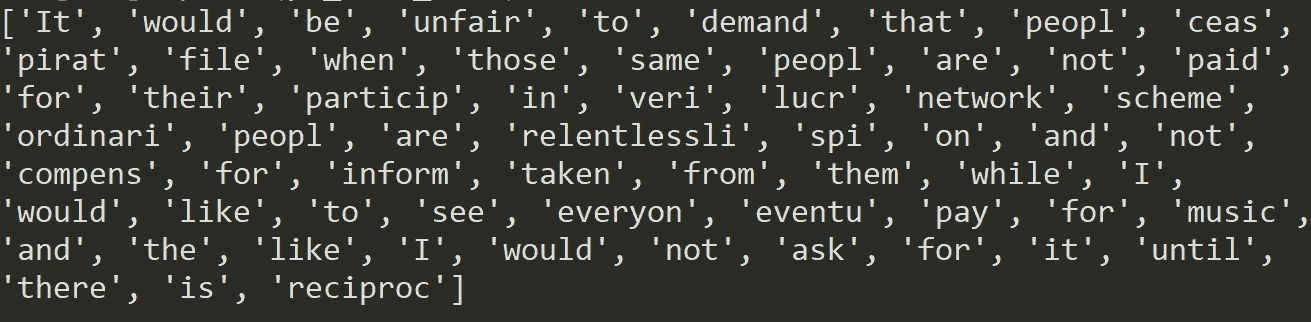 ['It', 'would', 'be', 'unfair', 'to', 'demand', 'that', 'peopl', 'ceas',
'pirat', 'file', 'when', 'those', 'same', 'peopl', 'are', 'not', 'paid',
'for', 'their', 'particip', 'in', 'veri', 'lucr', 'network', 'scheme',
'ordinari', 'peopl', 'are', 'relentlessli', 'spi', 'on', 'and', 'not',
'compens', 'for', 'inform', 'taken', 'from', 'them', 'while', 'I',
'would', 'like', 'to', 'see', 'everyon', 'eventu', 'pay', 'for', 'music',
'and', 'the', 'like', 'I', 'would', 'not', 'ask', 'for', 'it', 'until',
'there', 'is', 'reciproc']